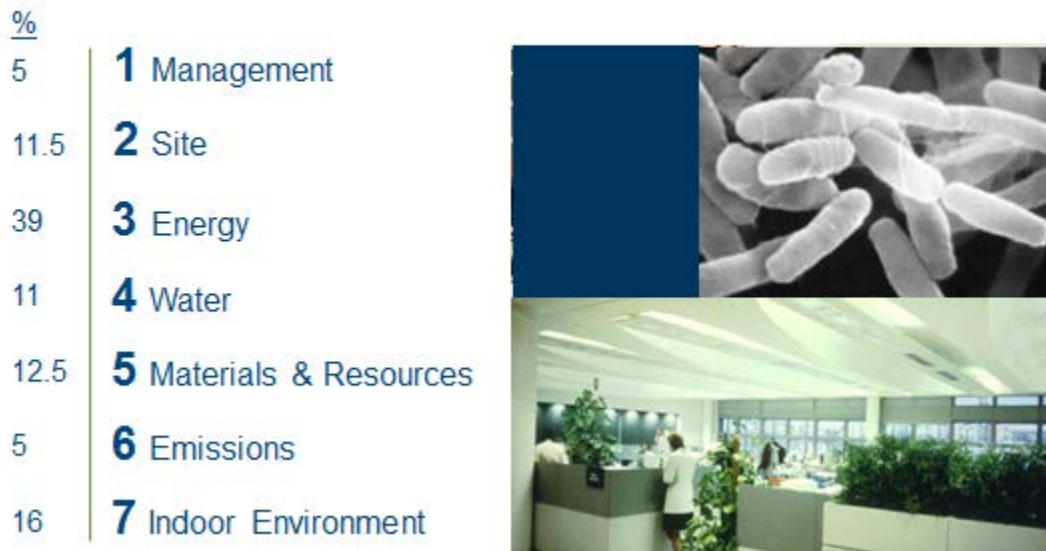 %
5 1 Management
11.5 2 Site
39 3 Energy
11 4 Water
12.5 5 Materials & Resources
5 6 Emissions
16 7 Indoor Environment